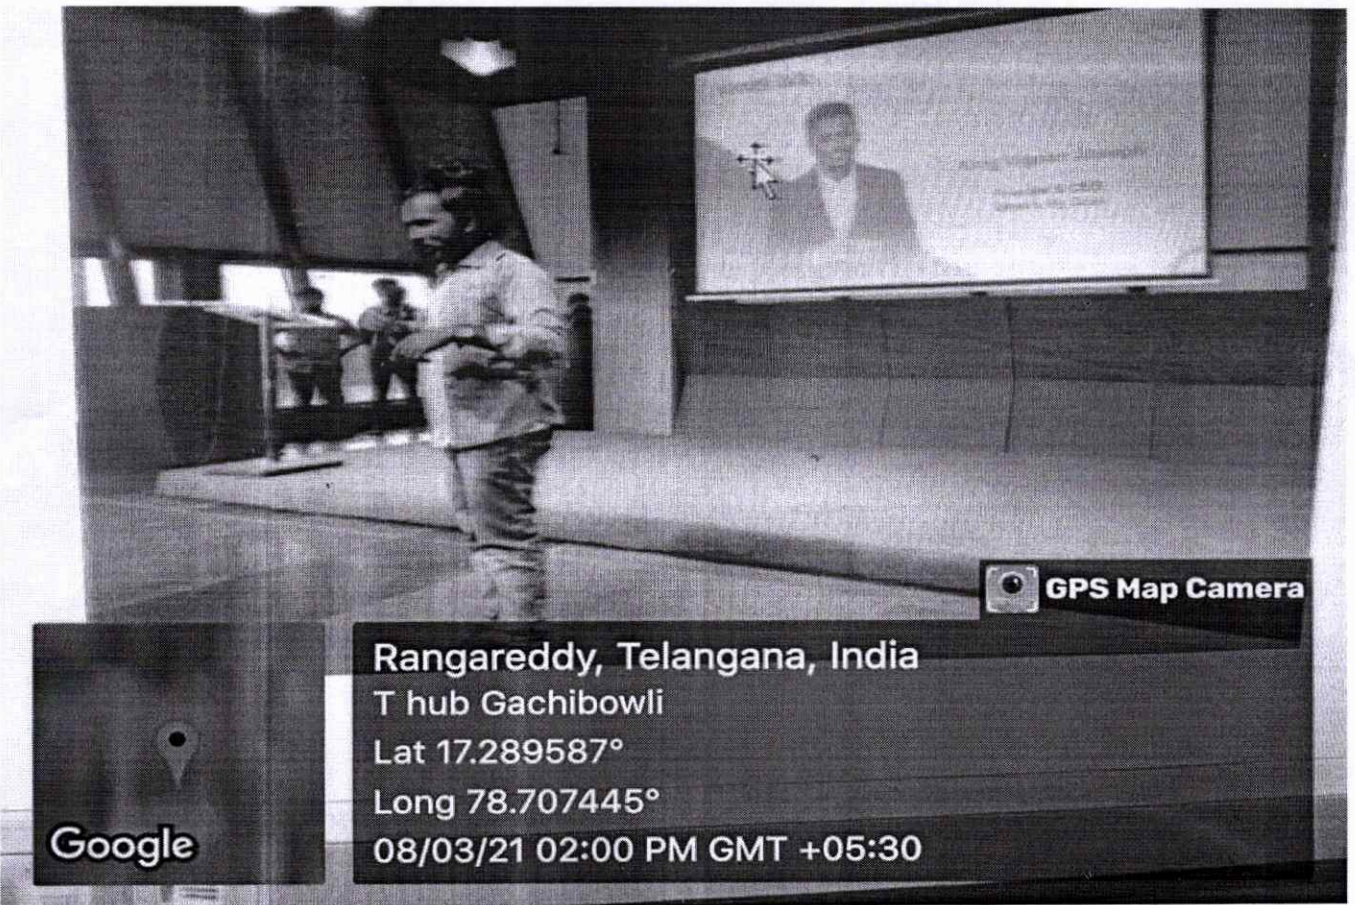 GPS Map Camera
Rangareddy, Telangana, India
T hub Gachibowli
Lat 17.289587°
Long 78.707445°
08/03/21 02:00 PM GMT +05:30
Google